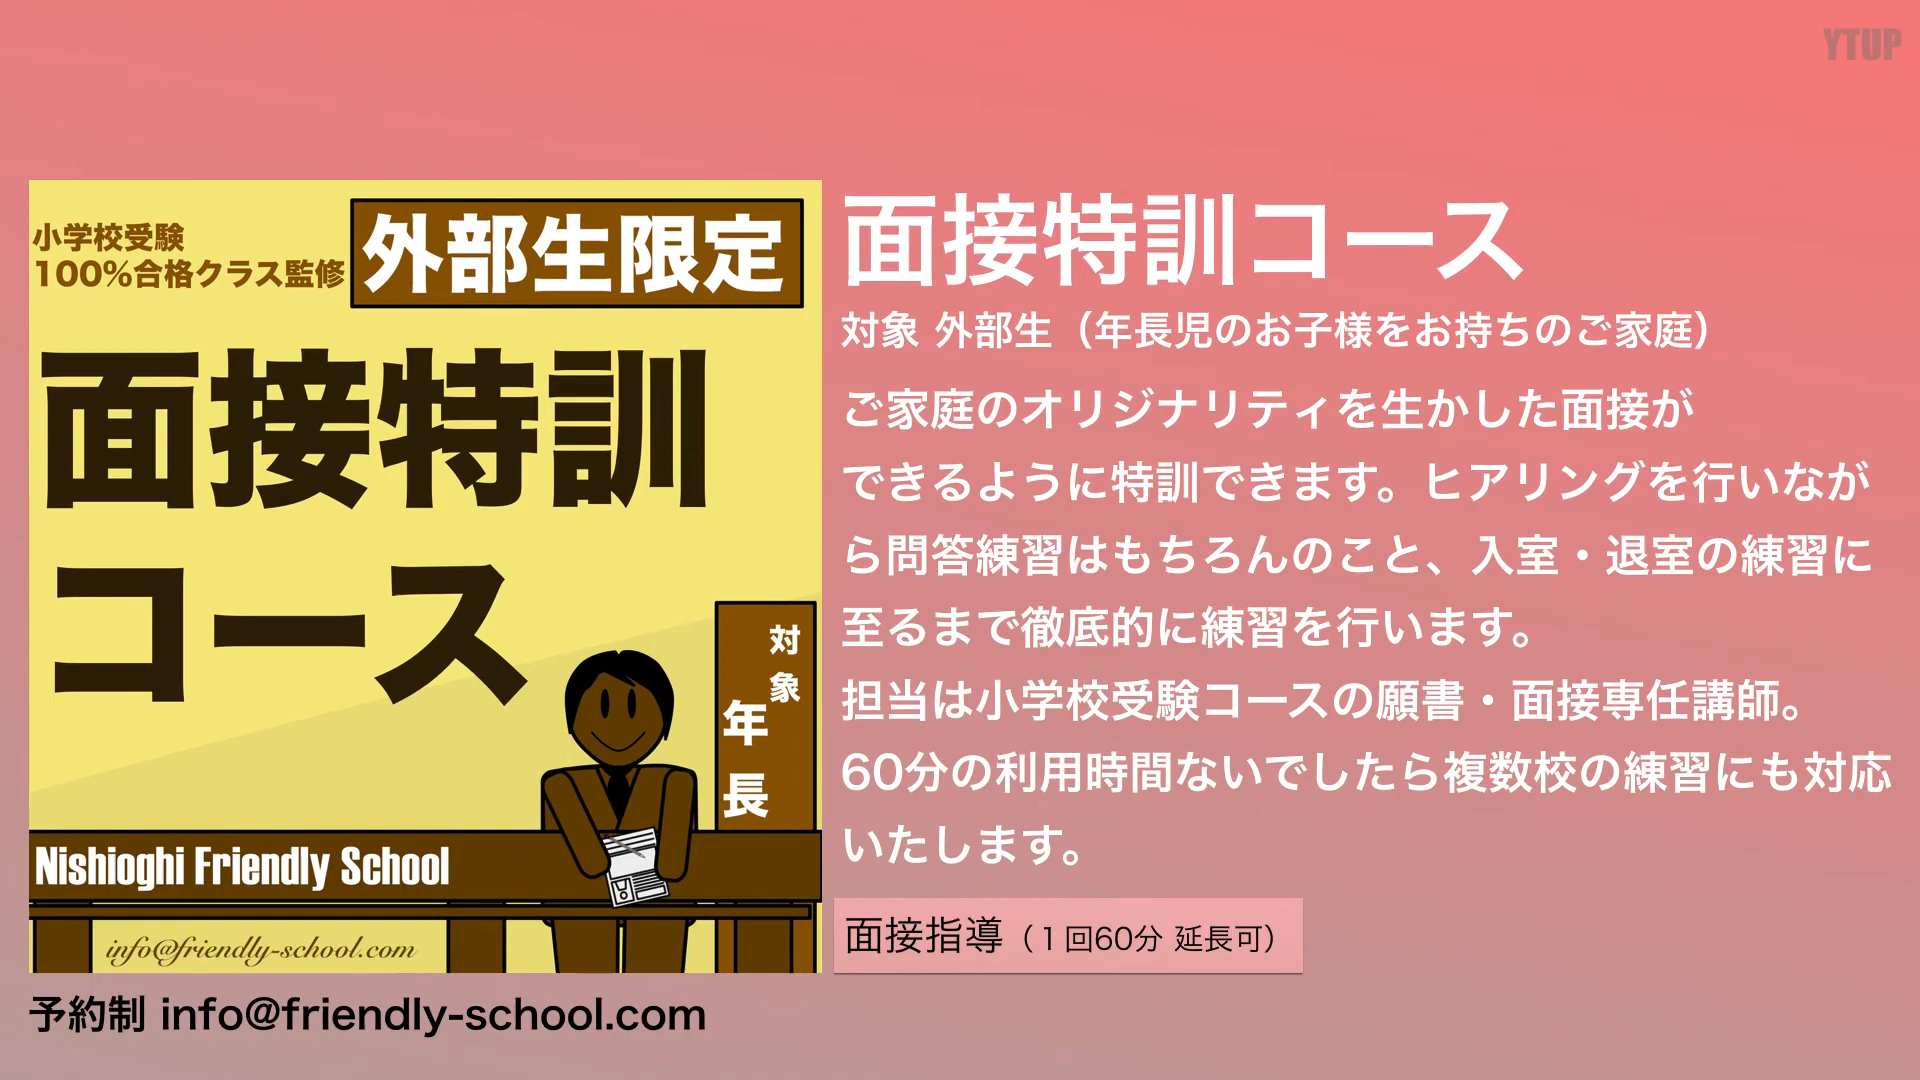 YTUP
小学校受験
100%合格クラス監修
外部生限定
面接特訓
コース
対象
年長
Nishioghi Friendly School
info@friendly-school.com
予約制 info@friendly-school.com
面接特訓コース
対象 外部生（年長児のお子様をお持ちのご家庭）
ご家庭のオリジナリティを生かした面接が
できるように特訓できます。ヒアリングを行いなが
ら問答練習はもちろんのこと、入室・退室の練習に
至るまで徹底的に練習を行います。
担当は小学校受験コースの願書・面接専任講師。
60分の利用時間ないでしたら複数校の練習にも対応
いたします。
面接指導（１回60分 延長可）